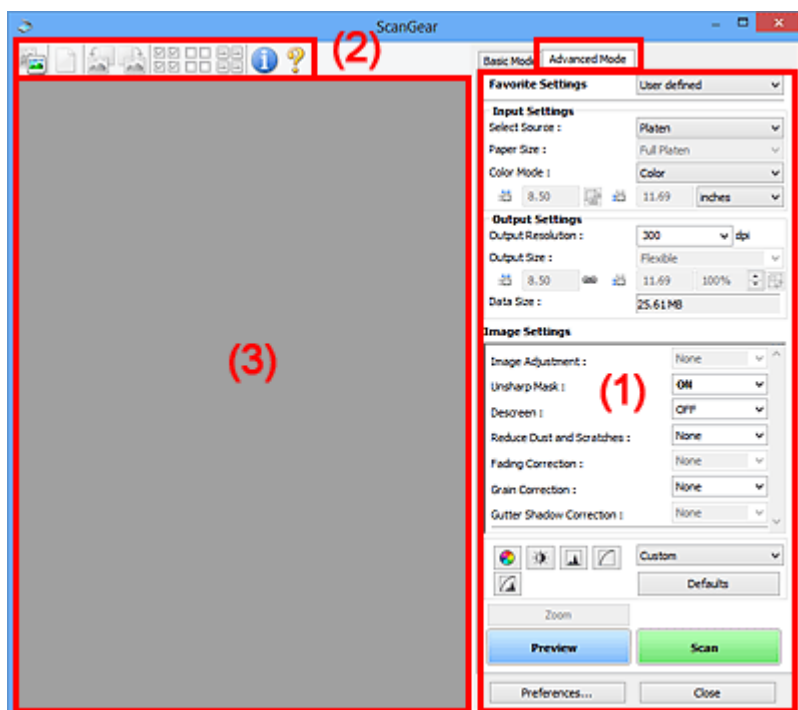 ScanGear
(2)
Basic Mode Advanced Mode
Favorite Settings User defined
Input Settings
Select Source : Platen
Paper Size : Full Platen
Color Mode : Color
8.50 11.69 inches
Output Settings
Output Resolution : 300 dpi
Output Size : Flexible
8.50 11.69 100%
Data Size : 25.61MB
Image Settings
Image Adjustment : None
(3)
Unsharp Mask : ON
(1)
Descreen : OFF
Reduce Dust and Scratches : None
Fading Correction : None
Grain Correction : None
Gutter Shadow Correction : None
Custom
Defaults
Zoom
Preview Scan
Preferences... Close